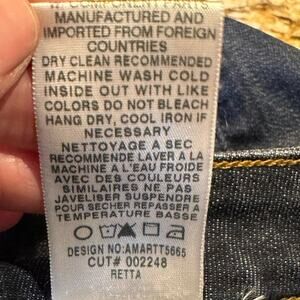 MANUFACTURED AND
IMPORTED FROM FOREIGN
COUNTRIES
DRY CLEAN RECOMMENDED
MACHINE WASH COLD
INSIDE OUT WITH LIKE
COLORS DO NOT BLEACH
HANG DRY, COOL IRON IF
NECESSARY
NETTOYAGE A SEC
RECOMMENDE LAVER A LA
MACHINE A L'EAU FROIDE
AVEC DES COULEURS
SIMILAIRES NE PAS
JAVELISER SUSPENDRE
POUR SECHER REPASSER A
TEMPERATURE BASSE
DESIGN NO:AMARTT5665
CUT# 002248
RETTA